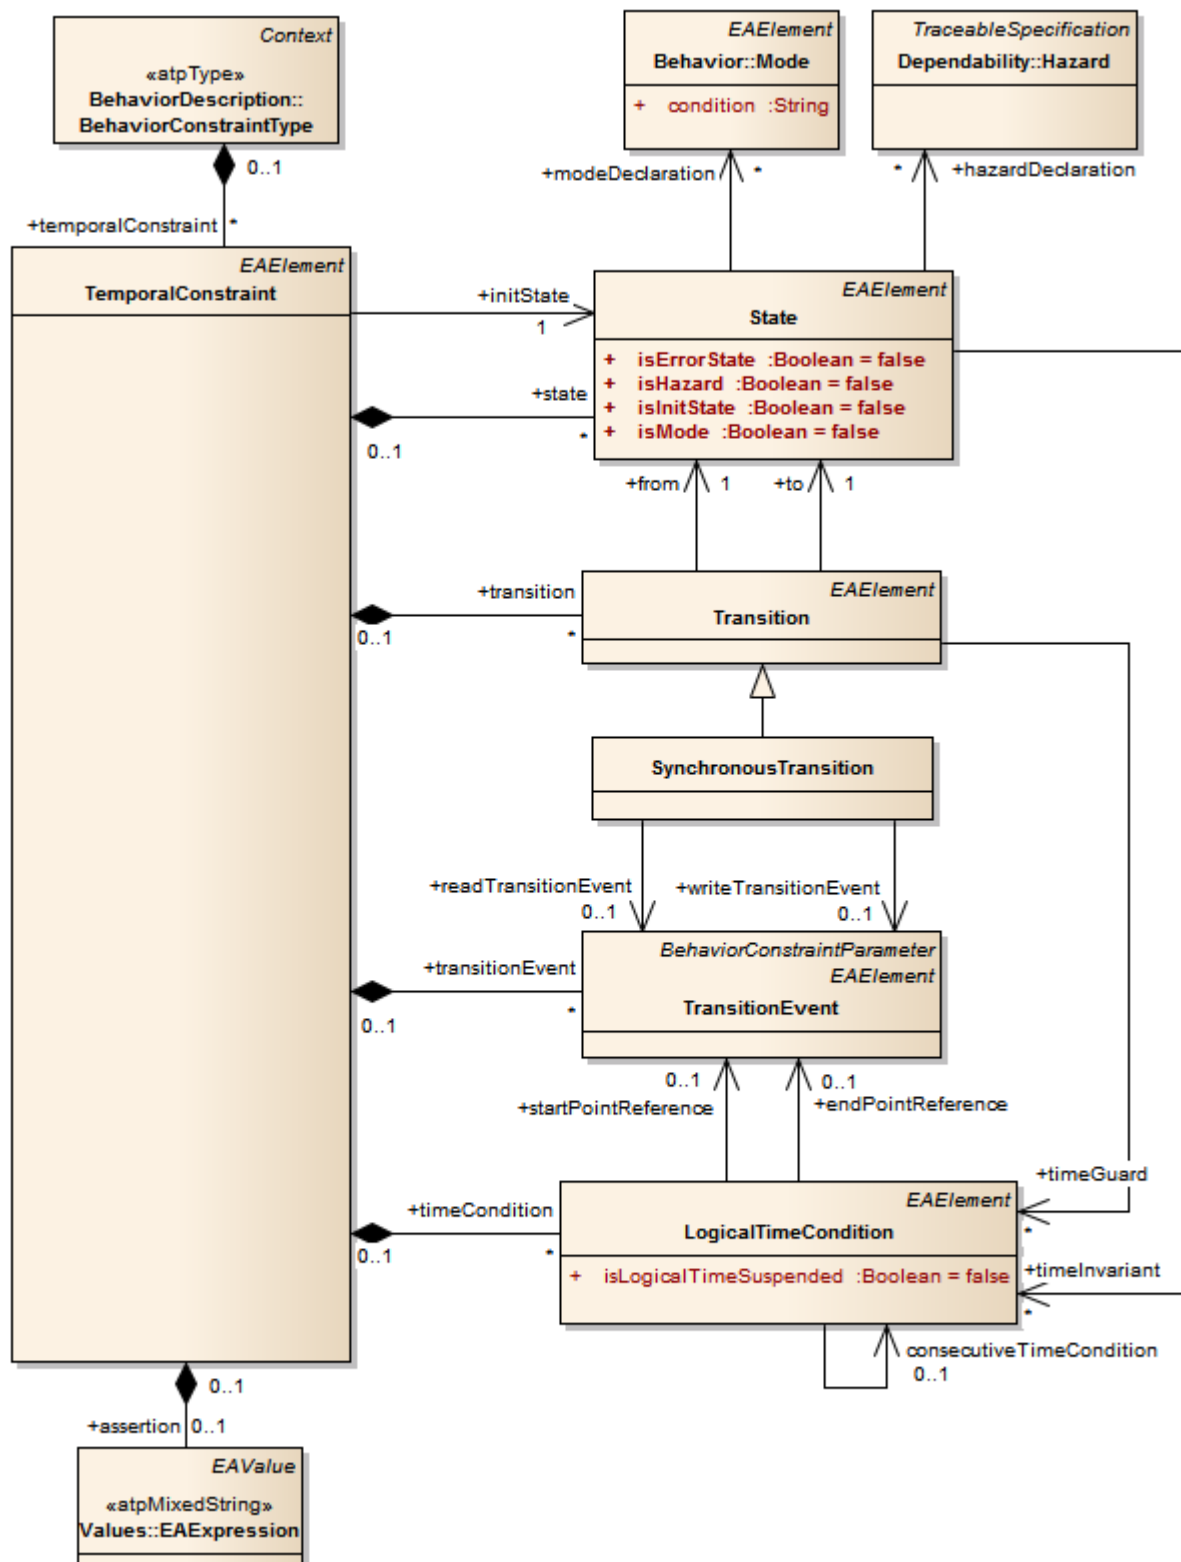 Context
«atpType»
BehaviorDescription::
BehaviorConstraintType
0..1
+temporalConstraint *
EAElement
Behavior::Mode
+ condition :String
TraceableSpecification
Dependability::Hazard
+modeDeclaration *
* +hazardDeclaration
EAElement
TemporalConstraint
+initState
1
EAElement
State
+ isErrorState :Boolean = false
+ isHazard :Boolean = false
+ isInitState :Boolean = false
+ isMode :Boolean = false
+state
0..1 *
+from 1 +to 1
+transition
0..1 *
EAElement
Transition
SynchronousTransition
+readTransitionEvent
0..1
+writeTransitionEvent
0..1
+transitionEvent
0..1 *
BehaviorConstraintParameter
EAElement
TransitionEvent
0..1 0..1
+startPointReference +endPointReference
+timeCondition
0..1 *
EAElement
LogicalTimeCondition
+ isLogicalTimeSuspended :Boolean = false
+timeGuard
*
+timeInvariant
*
consecutiveTimeCondition
0..1
0..1
+assertion 0..1
EAValue
«atpMixedString»
Values::EAExpression